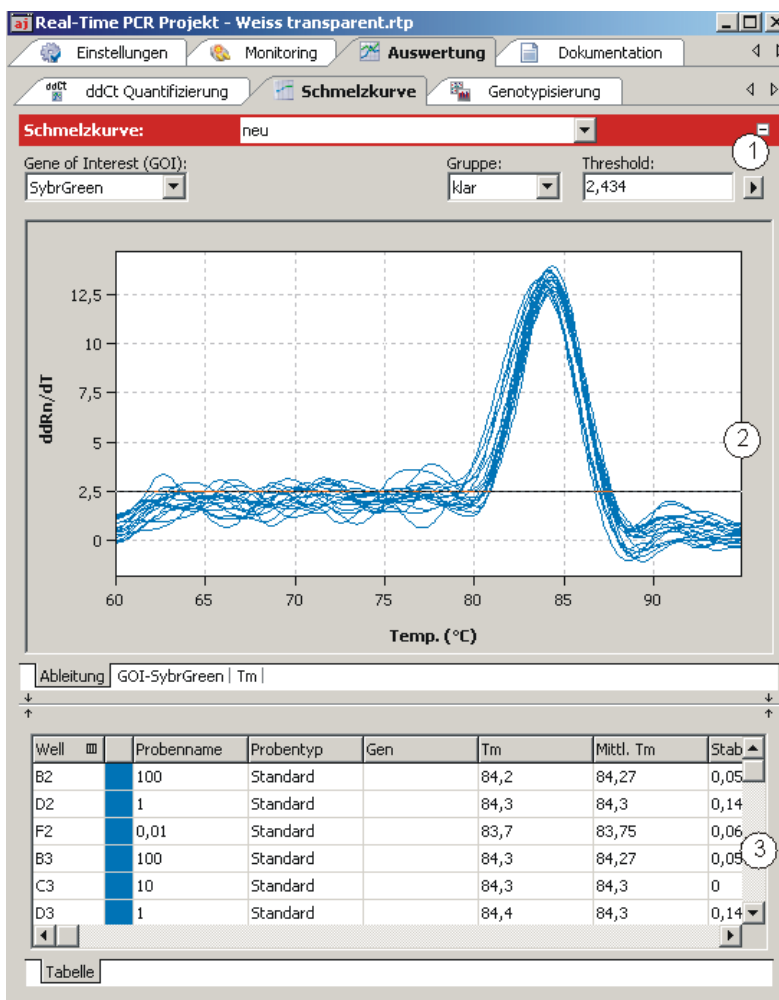 aj Real-Time PCR Projekt - Weiss transparent.rtp
Einstellungen Monitoring Auswertung Dokumentation
ddCt ddCt Quantifizierung Schmelzkurve Genotypisierung
Schmelzkurve: neu
1
Gene of Interest (GOI): Gruppe: Threshold:
SybrGreen klar 2,434
12,5
10
7,5
5
2,5
0
ddRn/dT
2
60 65 70 75 80 85 90
Temp. (°C)
Ableitung GOI-SybrGreen | Tm |
Well Probenname Probentyp Gen Tm Mittl. Tm Stab
B2 100 Standard 84,2 84,27 0,05
D2 1 Standard 84,3 84,3 0,14
F2 0,01 Standard 83,7 83,75 0,06
B3 100 Standard 84,3 84,27 0,05
C3 10 Standard 84,3 84,3 0
D3 1 Standard 84,4 84,3 0,14
3
Tabelle